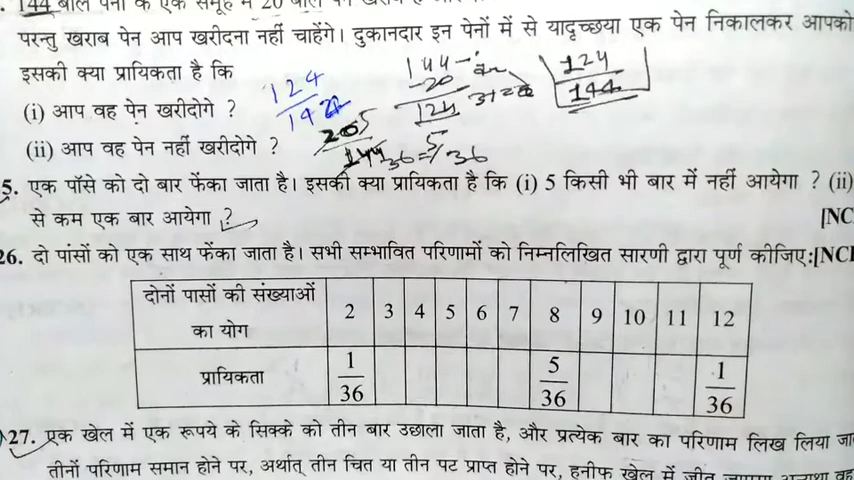 144 बॉल पेनों के एक समूह में 20 बॉल पेन
परन्तु खराब पेन आप खरीदना नहीं चाहेंगे। दुकानदार इन पेनों में से यादृच्छया एक पेन निकालकर आपको
इसकी क्या प्रायिकता है कि
(i) आप वह पेन खरीदोगे ?
(ii) आप वह पेन नहीं खरीदोगे ?
124
144
-20
124
124
144
5
36
5. एक पॉसे को दो बार फेंका जाता है। इसकी क्या प्रायिकता है कि (i) 5 किसी भी बार में नहीं आयेगा ? (ii)
से कम एक बार आयेगा ?
[NC
26. दो पांसों को एक साथ फेंका जाता है। सभी सम्भावित परिणामों को निम्नलिखित सारणी द्वारा पूर्ण कीजिए:[NCE
दोनों पासों की संख्याओं का योग 2 3 4 5 6 7 8 9 10 11 12
प्रायिकता 1/36 5/36 1/36
27. एक खेल में एक रूपये के सिक्के को तीन बार उछाला जाता है, और प्रत्येक बार का परिणाम लिख लिया जा
तीनों परिणाम समान होने पर, अर्थात् तीन चित या तीन पट प्राप्त होने पर, हनीफ खेल में जीत